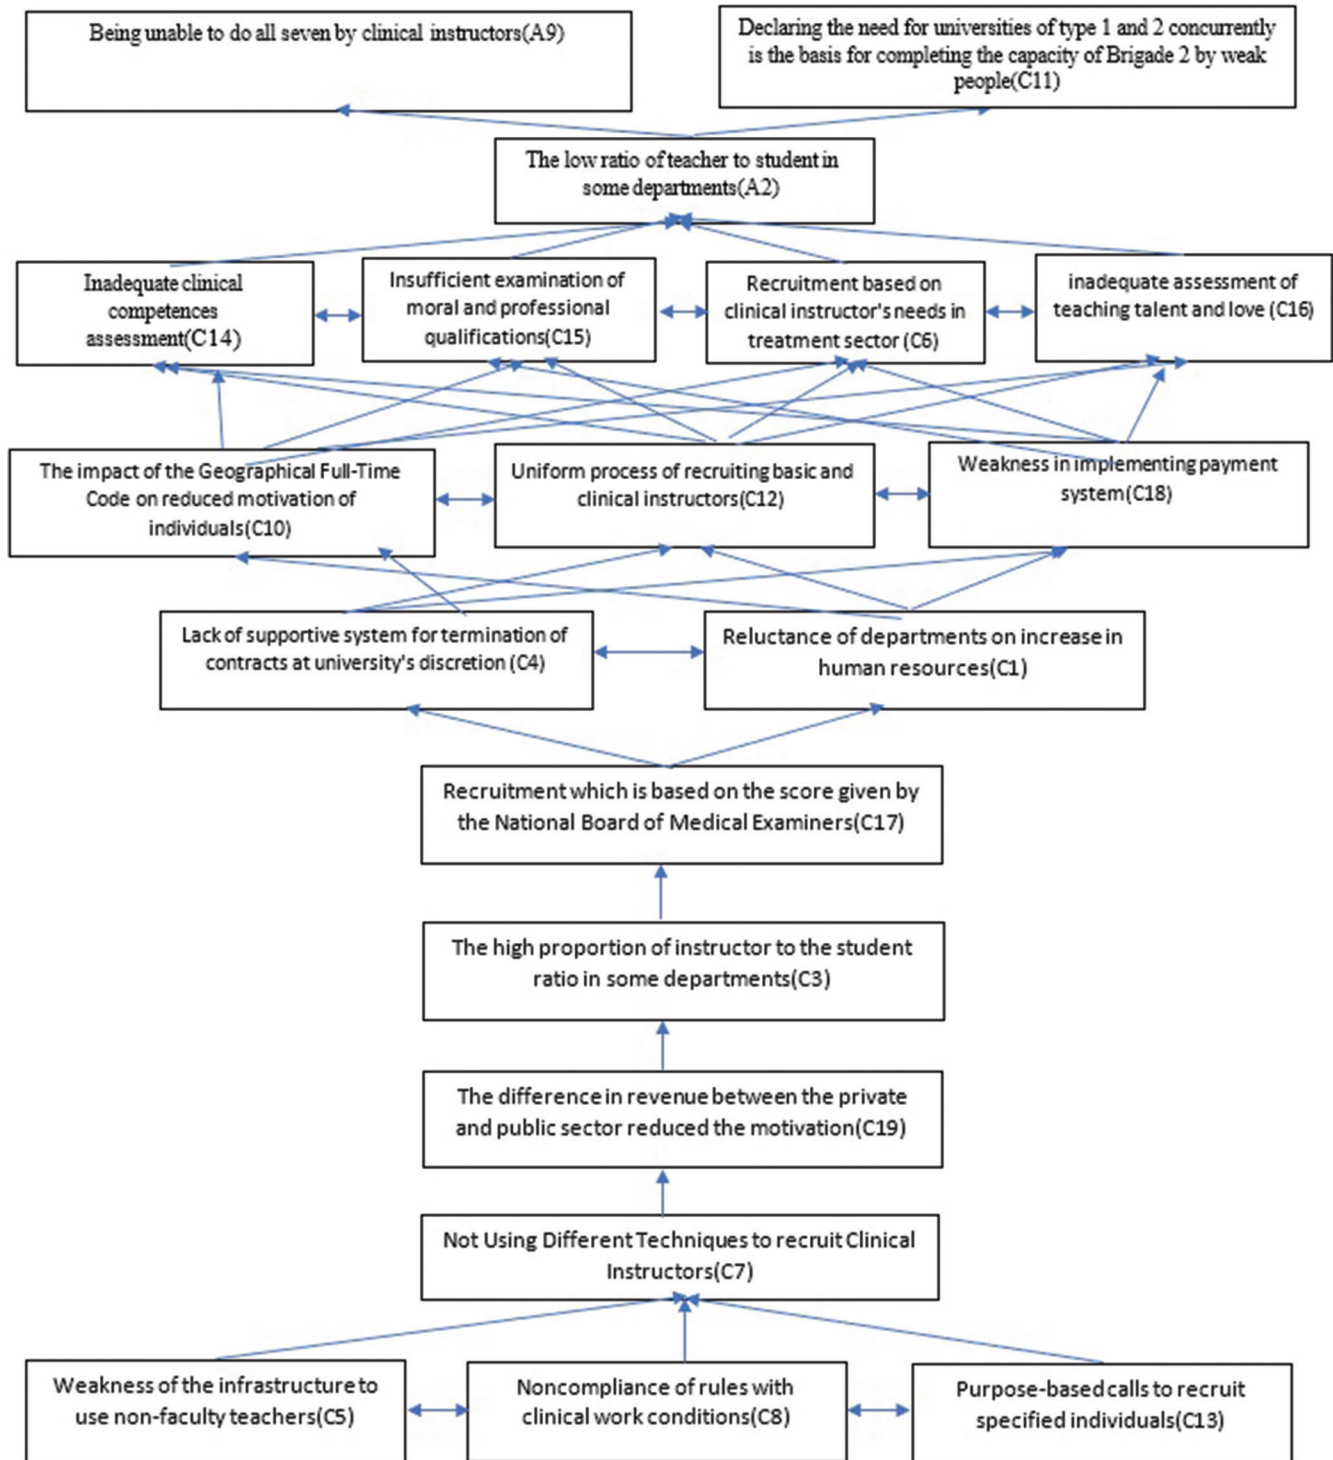 Being unable to do all seven by clinical instructors(A9)
Declaring the need for universities of type 1 and 2 concurrently
is the basis for completing the capacity of Brigade 2 by weak
people(C11)
The low ratio of teacher to student in
some departments(A2)
Inadequate clinical
competences
assessment(C14)
Insufficient examination of
moral and professional
qualifications(C15)
Recruitment based on
clinical instructor's needs in
treatment sector (C6)
inadequate assessment of
teaching talent and love (C16)
The impact of the Geographical Full-Time
Code on reduced motivation of
individuals(C10)
Uniform process of recruiting basic and
clinical instructors(C12)
Weakness in implementing payment
system(C18)
Lack of supportive system for termination of
contracts at university's discretion (C4)
Reluctance of departments on increase in
human resources(C1)
Recruitment which is based on the score given by
the National Board of Medical Examiners(C17)
The high proportion of instructor to the student
ratio in some departments(C3)
The difference in revenue between the private
and public sector reduced the motivation(C19)
Not Using Different Techniques to recruit Clinical
Instructors(C7)
Weakness of the infrastructure to
use non-faculty teachers(C5)
Noncompliance of rules with
clinical work conditions(C8)
Purpose-based calls to recruit
specified individuals(C13)